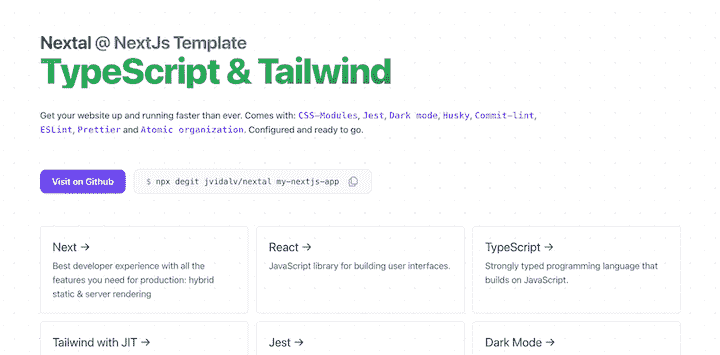 Nextal @ NextJs Template
TypeScript & Tailwind
Get your website up and running faster than ever. Comes with: CSS-Modules, Jest, Dark mode, Husky, Commit-lint,
ESLint, Prettier and Atomic organization. Configured and ready to go.
Visit on Github
$ npx degit jvidalv/nextal my-nextjs-app
Next →
Best developer experience with all the
features you need for production: hybrid
static & server rendering
React →
JavaScript library for building user interfaces.
TypeScript →
Strongly typed programming language that
builds on JavaScript.
Tailwind with JIT →
Jest →
Dark Mode →